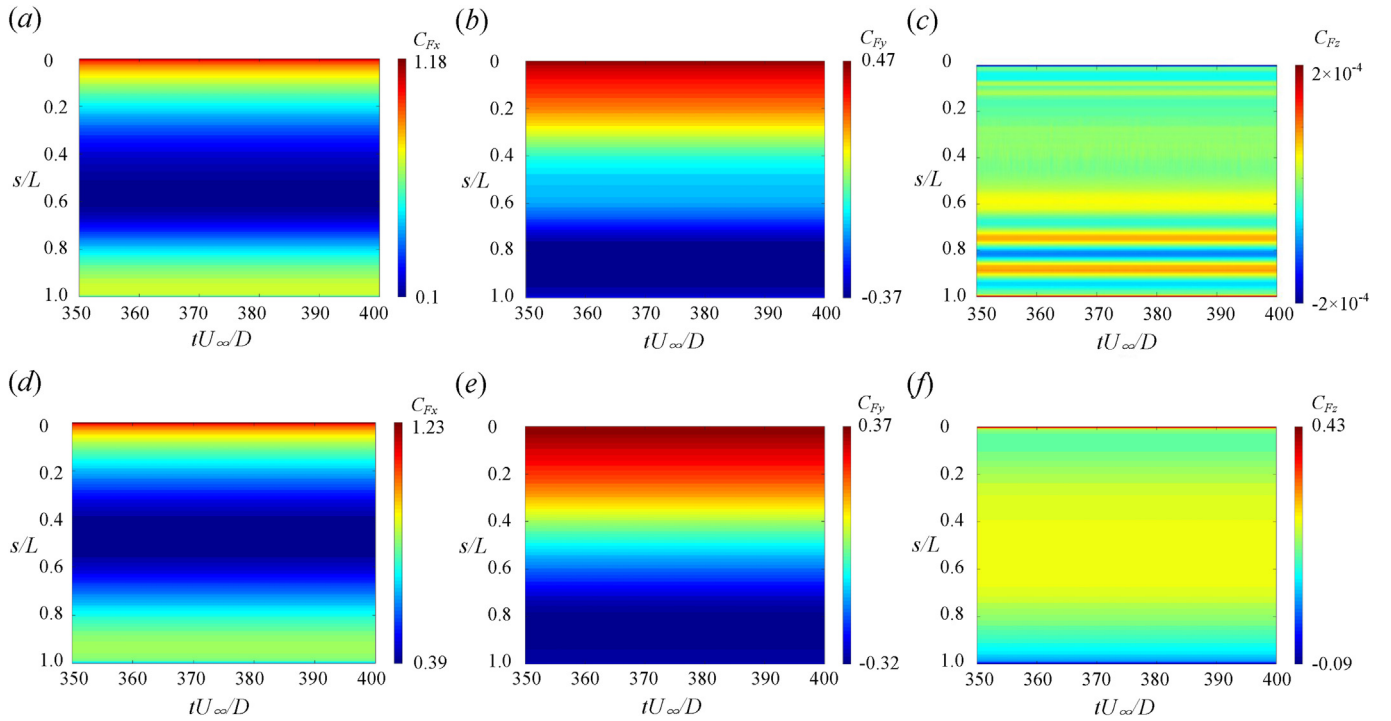 (a)
C_Fx
0
0.2
0.4
s/L
0.6
0.8
1.0
1.18
0.1
350 360 370 380 390 400
tU∞/D
(b)
C_Fy
0
0.2
0.4
s/L
0.6
0.8
1.0
0.47
-0.37
350 360 370 380 390 400
tU∞/D
(c)
C_Fz
0
0.2
0.4
s/L
0.6
0.8
1.0
2×10⁻⁴
-2×10⁻⁴
350 360 370 380 390 400
tU∞/D
(d)
C_Fx
0
0.2
0.4
s/L
0.6
0.8
1.0
1.23
0.39
350 360 370 380 390 400
tU∞/D
(e)
C_Fy
0
0.2
0.4
s/L
0.6
0.8
1.0
0.37
-0.32
350 360 370 380 390 400
tU∞/D
(f)
C_Fz
0
0.2
0.4
s/L
0.6
0.8
1.0
0.43
-0.09
350 360 370 380 390 400
tU∞/D